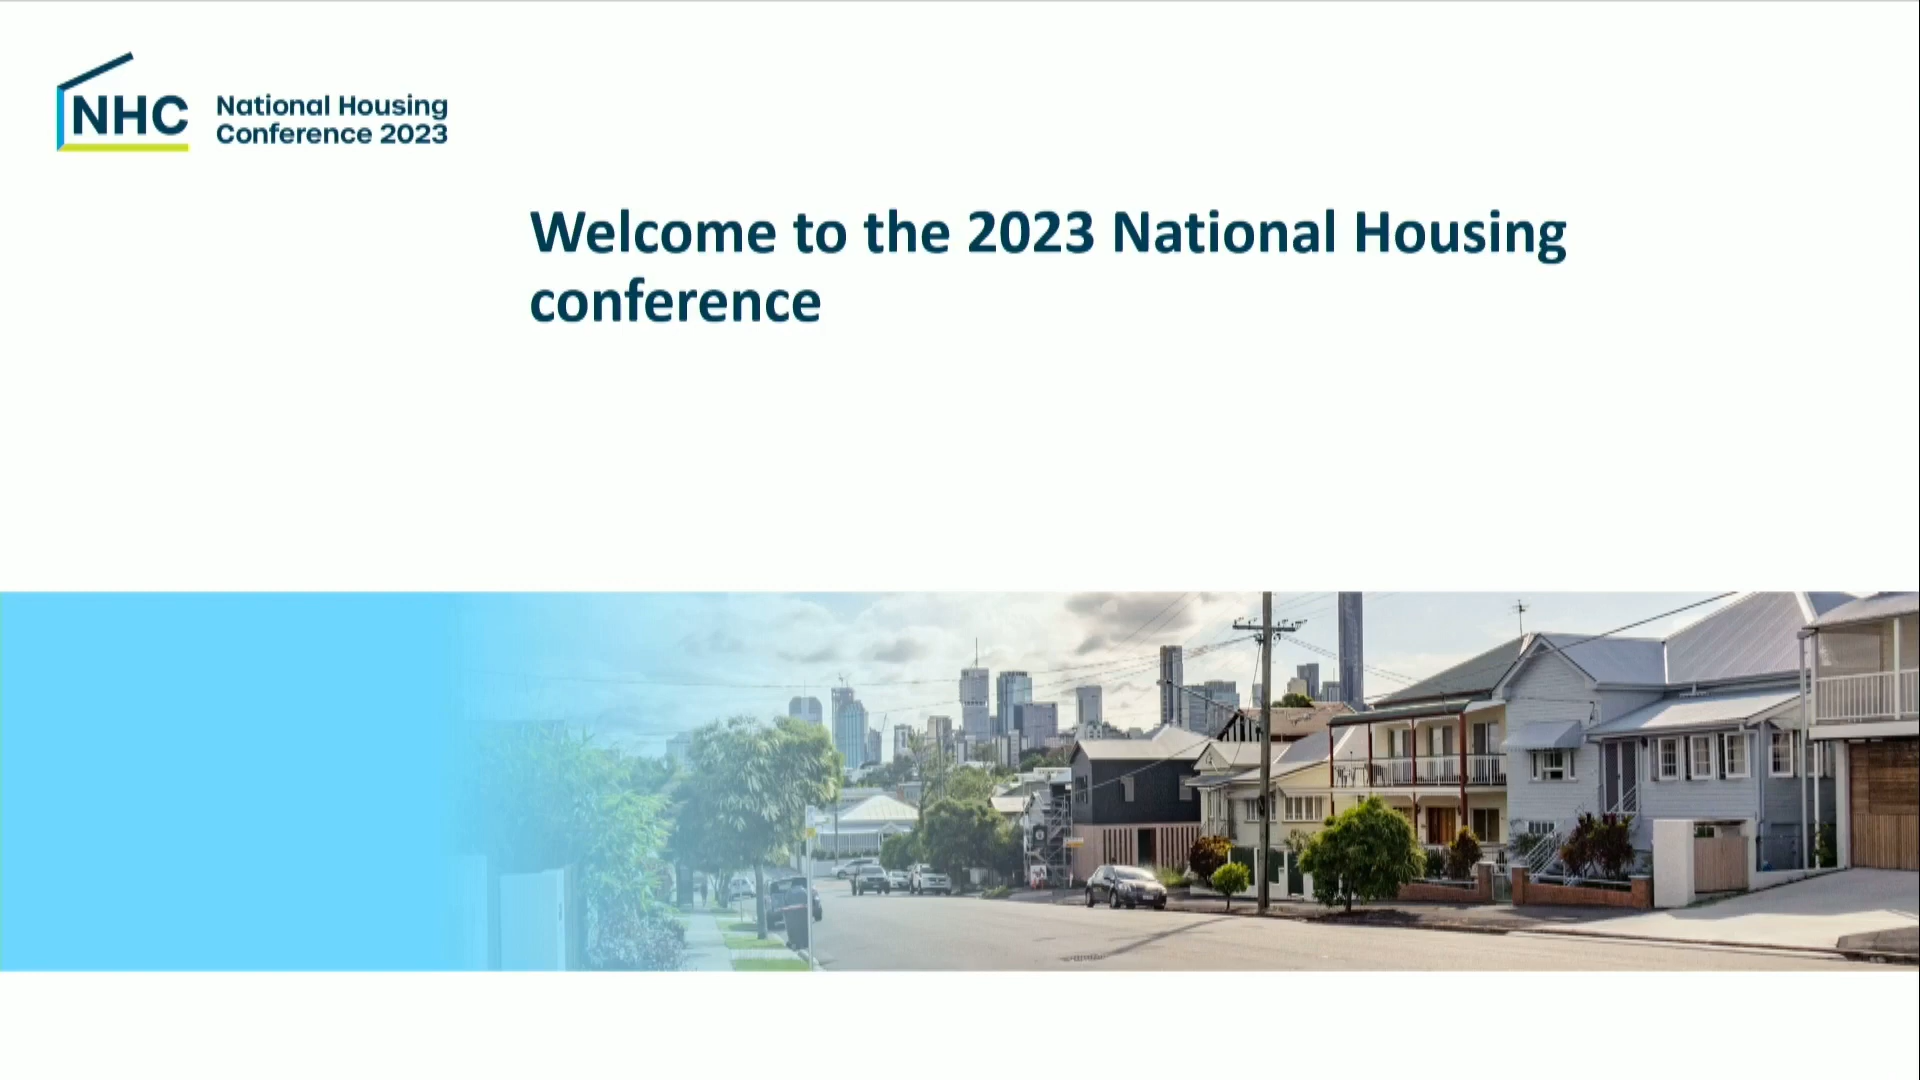 NHC
National Housing
Conference 2023
Welcome to the 2023 National Housing
conference